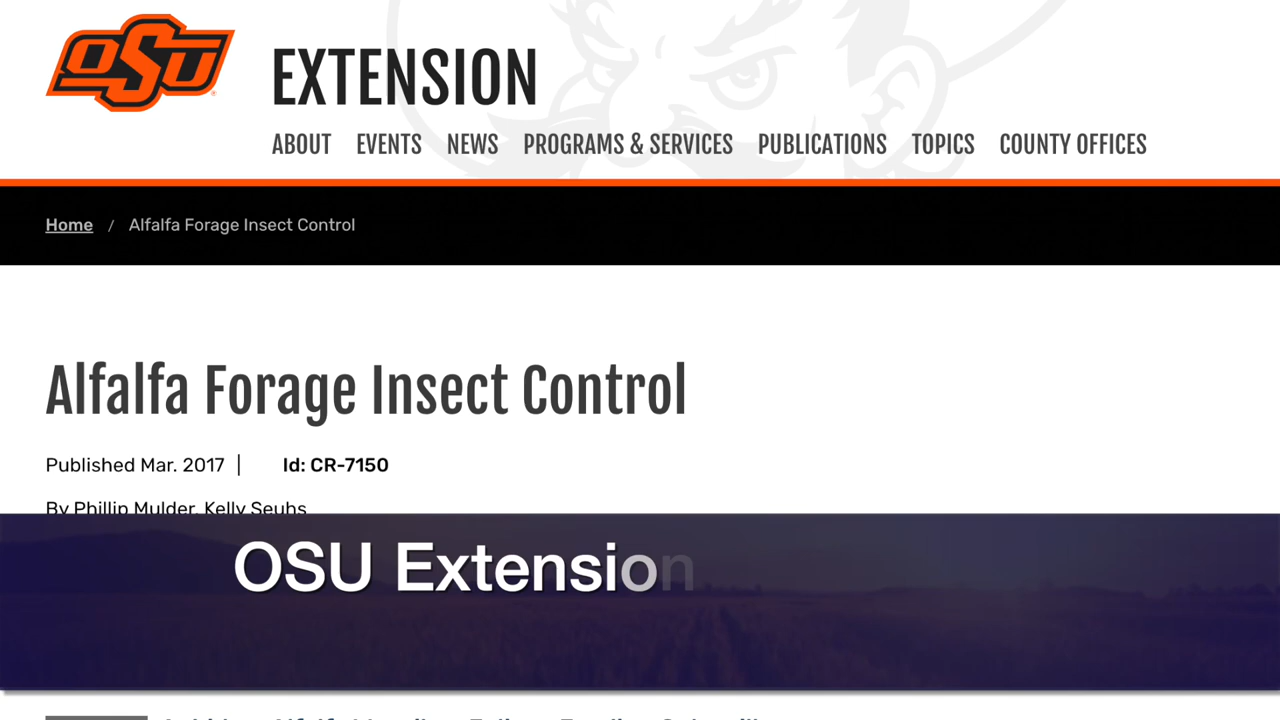 OSU
EXTENSION
ABOUT EVENTS NEWS PROGRAMS & SERVICES PUBLICATIONS TOPICS COUNTY OFFICES
Home / Alfalfa Forage Insect Control
Alfalfa Forage Insect Control
Published Mar. 2017 | Id: CR-7150
By Phillip Mulder, Kelly Seuhs
OSU Extension